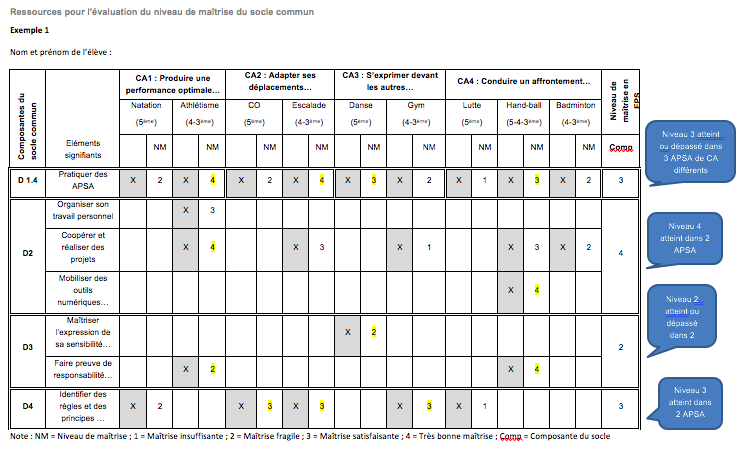 Ressources pour l'évaluation du niveau de maîtrise du socle commun
Exemple 1
Nom et prénom de l'élève :
Composantes du socle commun
Eléments signifiants
CA1 : Produire une performance optimale…
CA2 : Adapter ses déplacements…
CA3 : S'exprimer devant les autres…
CA4 : Conduire un affrontement…
Niveau de maîtrise en EPS
Natation (5ème)
Athlétisme (4-3ème)
CO (5ème)
Escalade (4-3ème)
Danse (5ème)
Gym (4-3ème)
Lutte (5ème)
Hand-ball (5-4-3ème)
Badminton (4-3ème)
NM NM NM NM NM NM NM NM NM Comp
D 1.4 Pratiquer des APSA X 2 X 4 X 2 X 4 X 3 X 2 X 1 X 3 X 2 3
Niveau 3 atteint ou dépassé dans 3 APSA de CA différents
D2
Organiser son travail personnel X 3
Coopérer et réaliser des projets X 4 X 3 X 1 X 3 X 2
4
Mobiliser des outils numériques… X 4
Niveau 4 atteint dans 2 APSA
D3
Maîtriser l'expression de sa sensibilité… X 2
Faire preuve de responsabilité… X 2 X 4
2
Niveau 2 atteint ou dépassé dans 2
D4 Identifier des règles et des principes … X 2 X 3 X 3 X 3 X 1 3
Niveau 3 atteint dans 2 APSA
Note : NM = Niveau de maîtrise ; 1 = Maîtrise insuffisante ; 2 = Maîtrise fragile ; 3 = Maîtrise satisfaisante ; 4 = Très bonne maîtrise ; Comp = Composante du socle